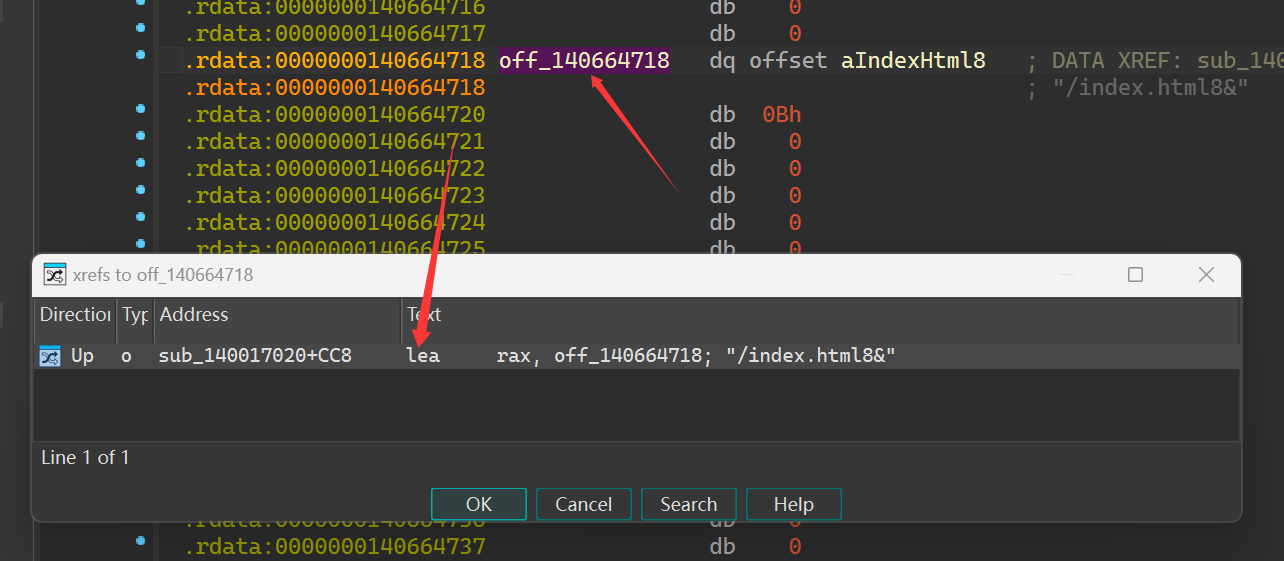 .rdata:0000000140664716 db 0
.rdata:0000000140664717 db 0
.rdata:0000000140664718 off_140664718 dq offset aIndexHtml8 ; DATA XREF: sub_140
.rdata:0000000140664718 ; "/index.html8&"
.rdata:0000000140664720 db 0Bh
.rdata:0000000140664721 db 0
.rdata:0000000140664722 db 0
.rdata:0000000140664723 db 0
.rdata:0000000140664724 db 0
.rdata:0000000140664725 db 0
xrefs to off_140664718
Direction Typ Address Text
Up o sub_140017020+CC8 lea rax, off_140664718; "/index.html8&"
Line 1 of 1
OK Cancel Search Help
.rdata:0000000140664736 db 0
.rdata:0000000140664737 db 0